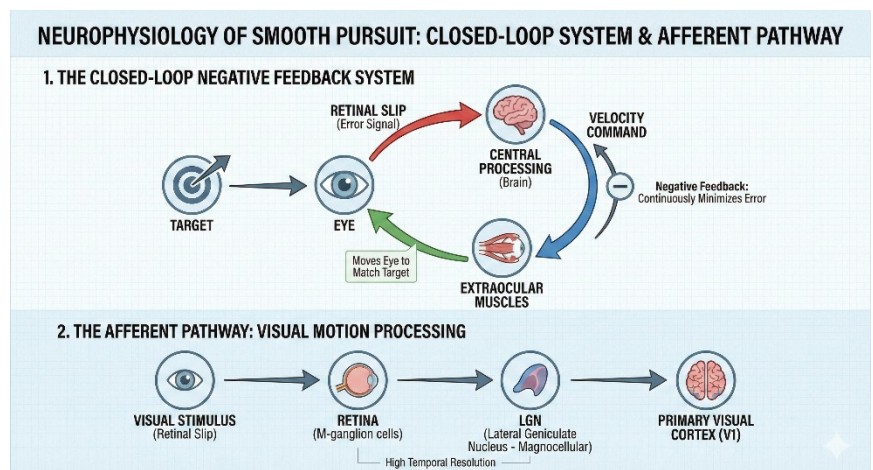 NEUROPHYSIOLOGY OF SMOOTH PURSUIT: CLOSED-LOOP SYSTEM & AFFERENT PATHWAY
1. THE CLOSED-LOOP NEGATIVE FEEDBACK SYSTEM
RETINAL SLIP
(Error Signal)
VELOCITY
COMMAND
CENTRAL
PROCESSING
(Brain)
Negative Feedback:
Continuously Minimizes Error
TARGET
EYE
Moves Eye to
Match Target
EXTRAOCULAR
MUSCLES
2. THE AFFERENT PATHWAY: VISUAL MOTION PROCESSING
VISUAL STIMULUS
(Retinal Slip)
RETINA
(M-ganglion cells)
LGN
(Lateral Geniculate
Nucleus - Magnocellular)
PRIMARY VISUAL
CORTEX (V1)
High Temporal Resolution